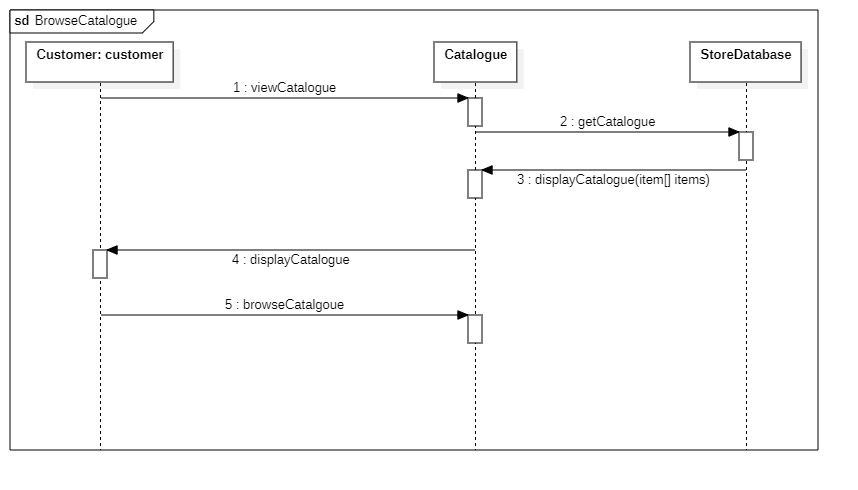 sd BrowseCatalogue
Customer: customer
Catalogue
StoreDatabase
1 : viewCatalogue
2 : getCatalogue
3 : displayCatalogue(item[] items)
4 : displayCatalogue
5 : browseCatalgoue